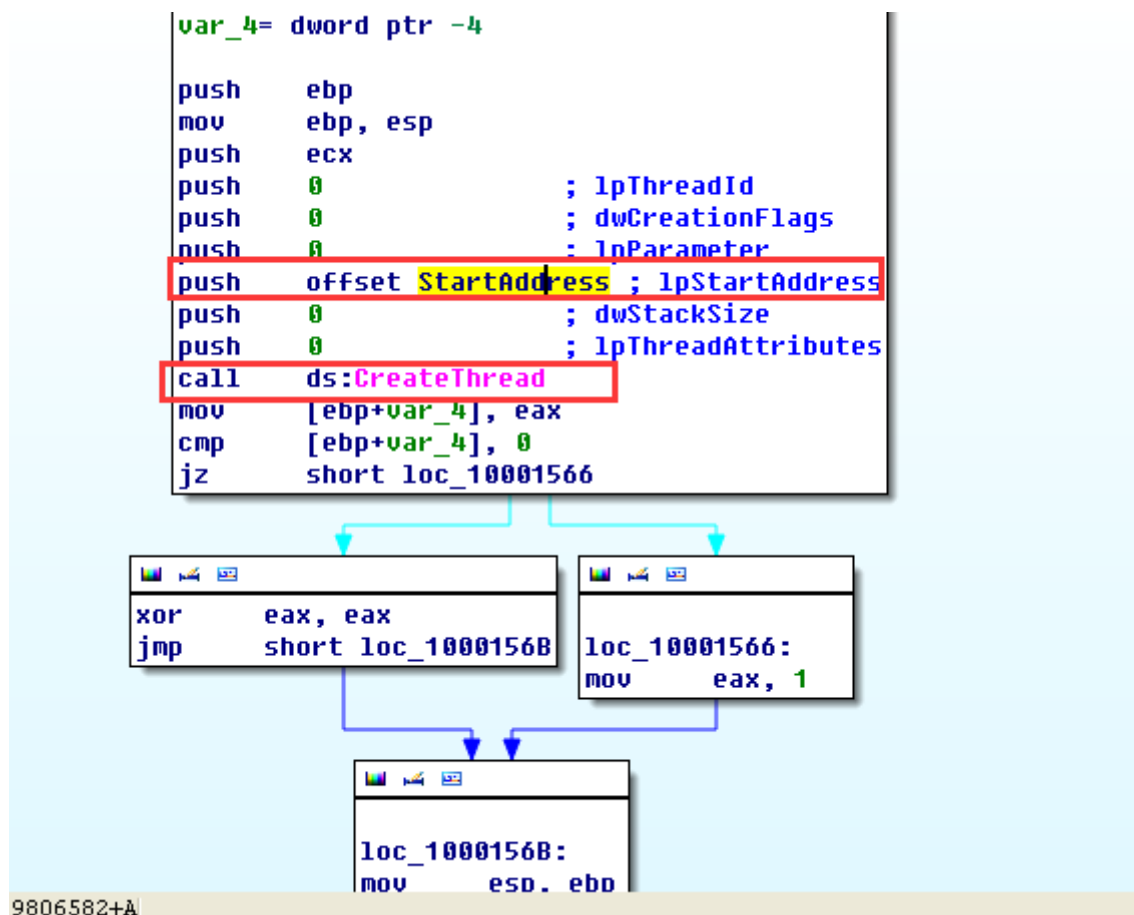 var_4= dword ptr -4
push ebp
mov ebp, esp
push ecx
push 0 ; lpThreadId
push 0 ; dwCreationFlags
push 0 ; lpParameter
push offset StartAddress ; lpStartAddress
push 0 ; dwStackSize
push 0 ; lpThreadAttributes
call ds:CreateThread
mov [ebp+var_4], eax
cmp [ebp+var_4], 0
jz short loc_10001566
xor eax, eax
jmp short loc_1000156B
loc_10001566:
mov eax, 1
loc_1000156B:
mov esp, ebp
9806582+A